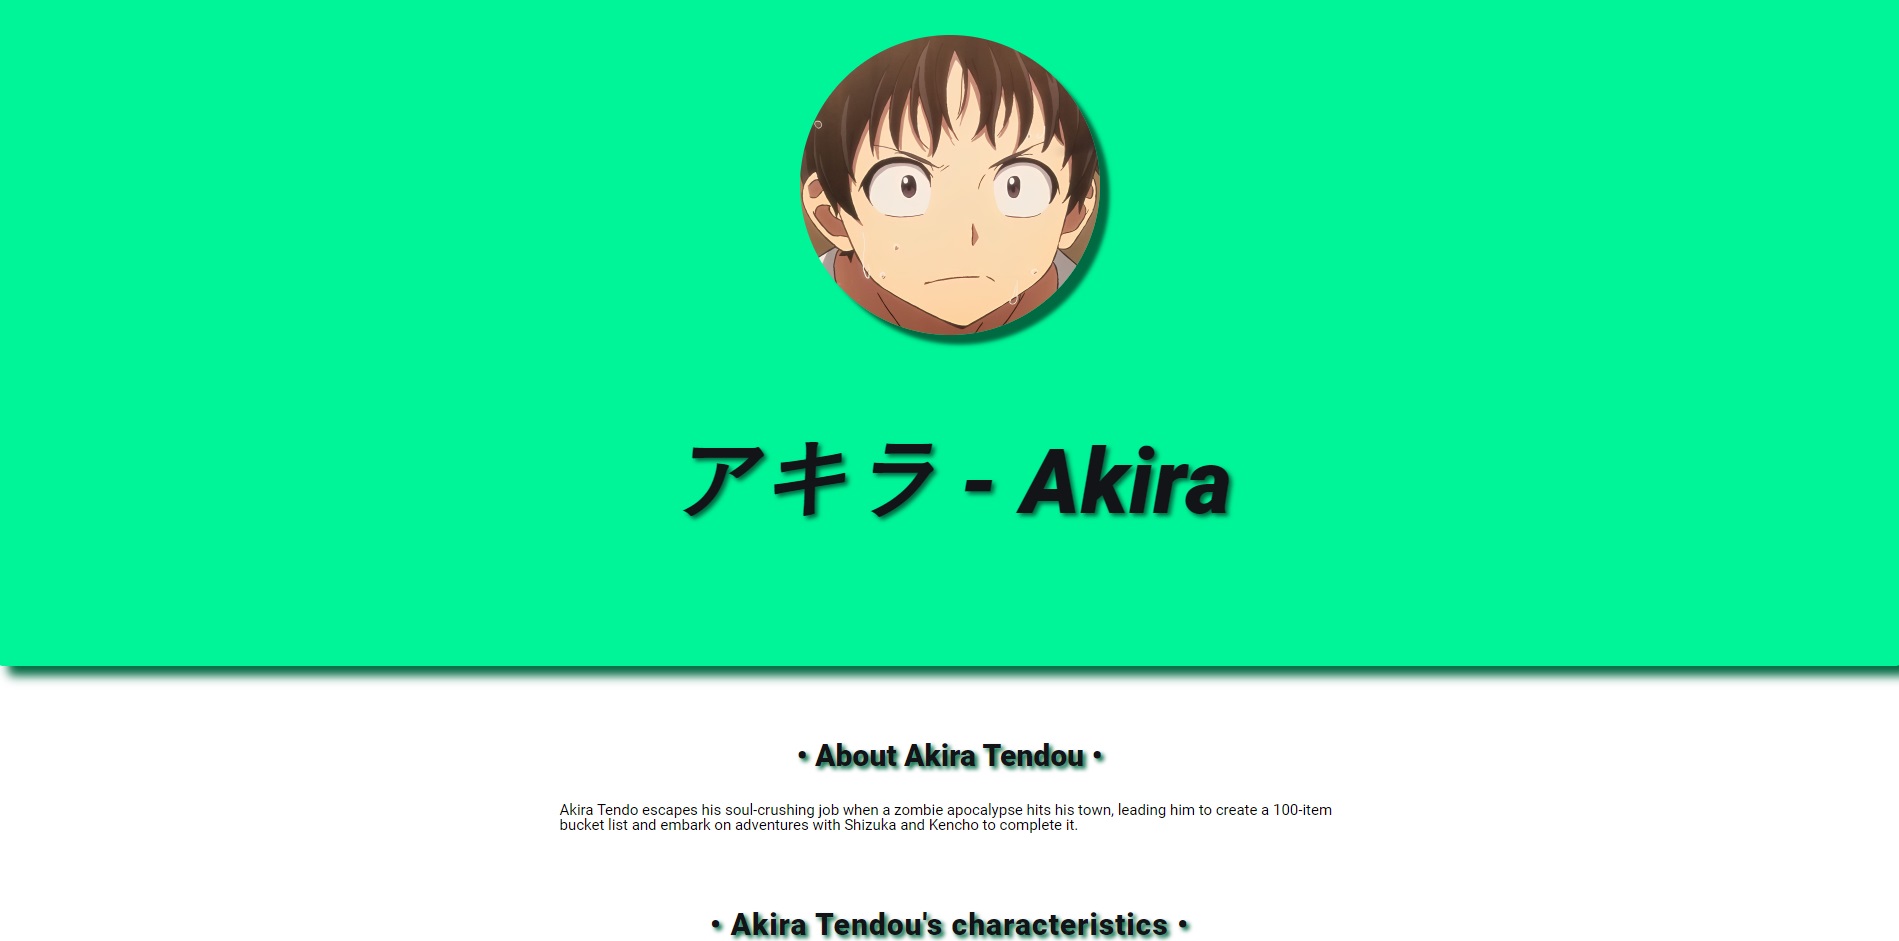 アキラ - Akira
• About Akira Tendou •
Akira Tendo escapes his soul-crushing job when a zombie apocalypse hits his town, leading him to create a 100-item
bucket list and embark on adventures with Shizuka and Kencho to complete it.
• Akira Tendou's characteristics •